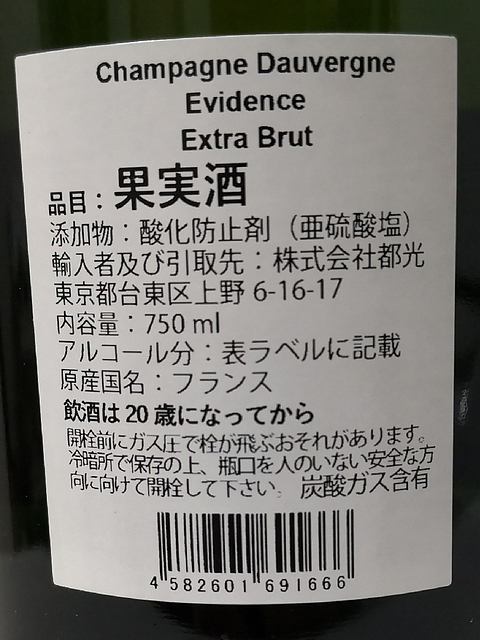 Champagne Dauvergne
Evidence
Extra Brut
品目：果実酒
添加物：酸化防止剤（亜硫酸塩）
輸入者及び引取先：株式会社都光
東京都台東区上野 6-16-17
内容量：750 ml
アルコール分：表ラベルに記載
原産国名：フランス
飲酒は 20 歳になってから
開栓前にガス圧で栓が飛ぶおそれがあります。
冷暗所で保存の上、瓶口を人のいない安全な方
向に向けて開栓して下さい。 炭酸ガス含有
4 582601 691666